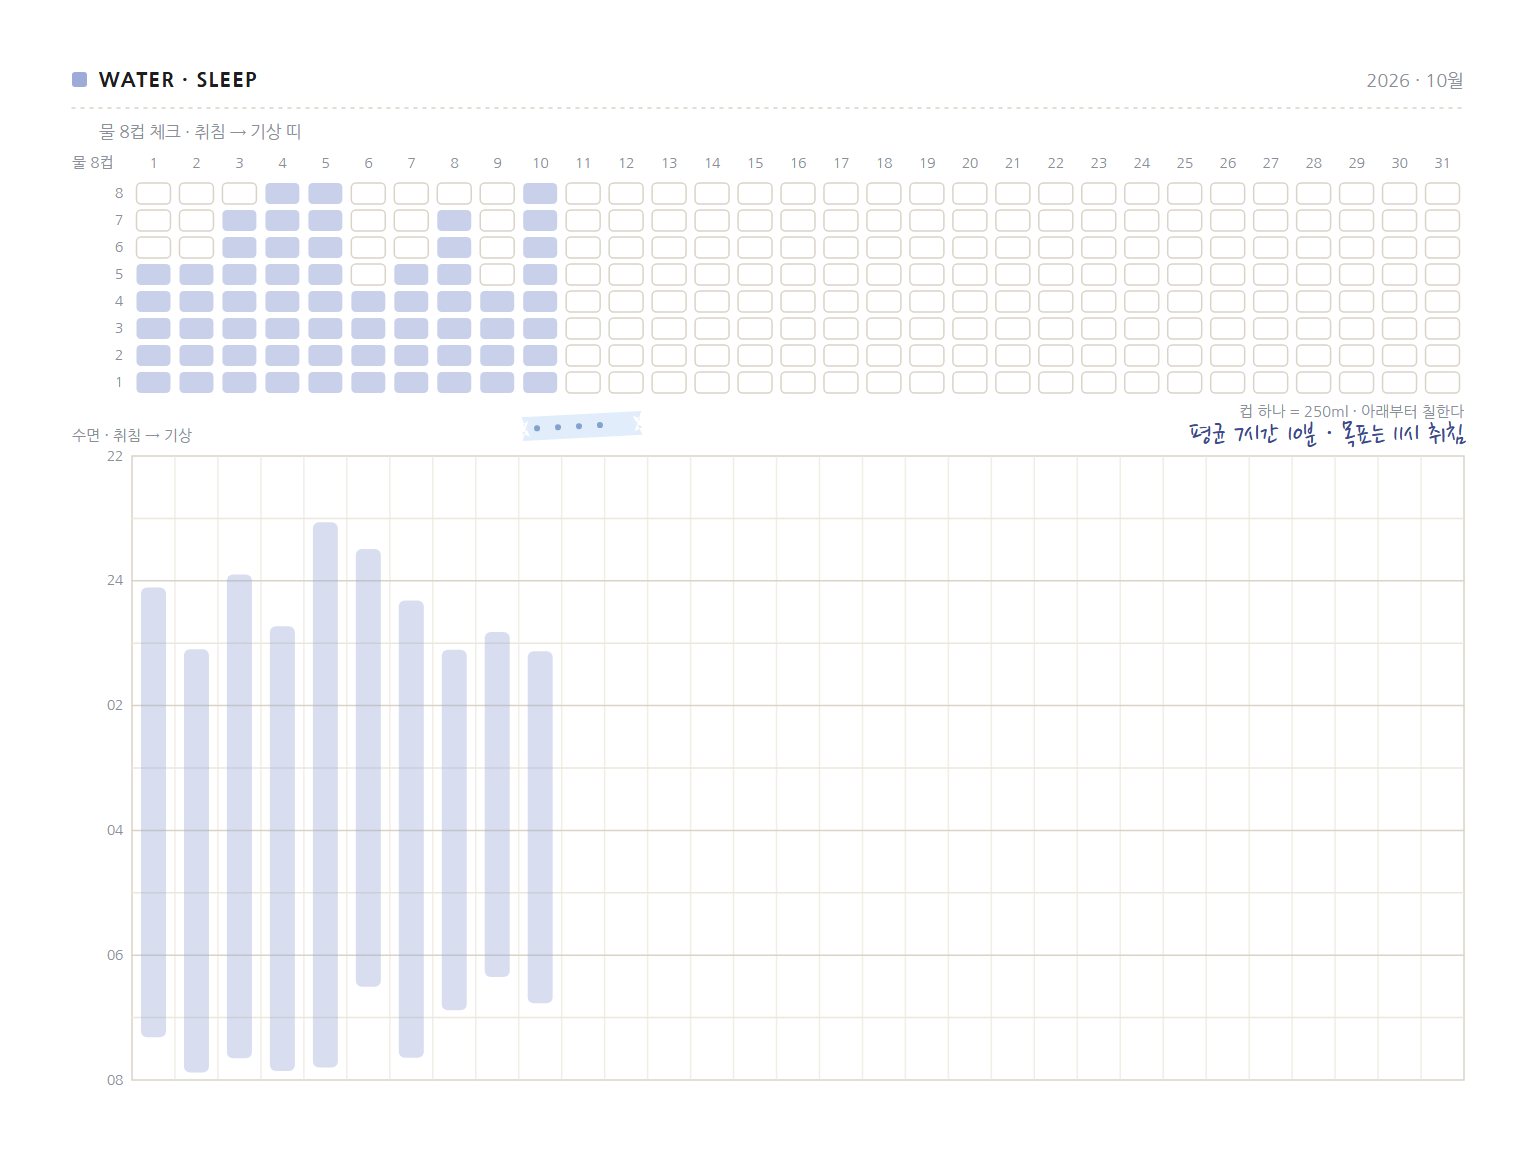 WATER · SLEEP
2026 · 10월
물 8컵 체크 · 취침 → 기상 띠
물 8컵 1 2 3 4 5 6 7 8 9 10 11 12 13 14 15 16 17 18 19 20 21 22 23 24 25 26 27 28 29 30 31
8
7
6
5
4
3
2
1
컵 하나 = 250ml · 아래부터 칠한다
수면 · 취침 → 기상
평균 7시간 10분 · 목표는 11시 취침
22
24
02
04
06
08